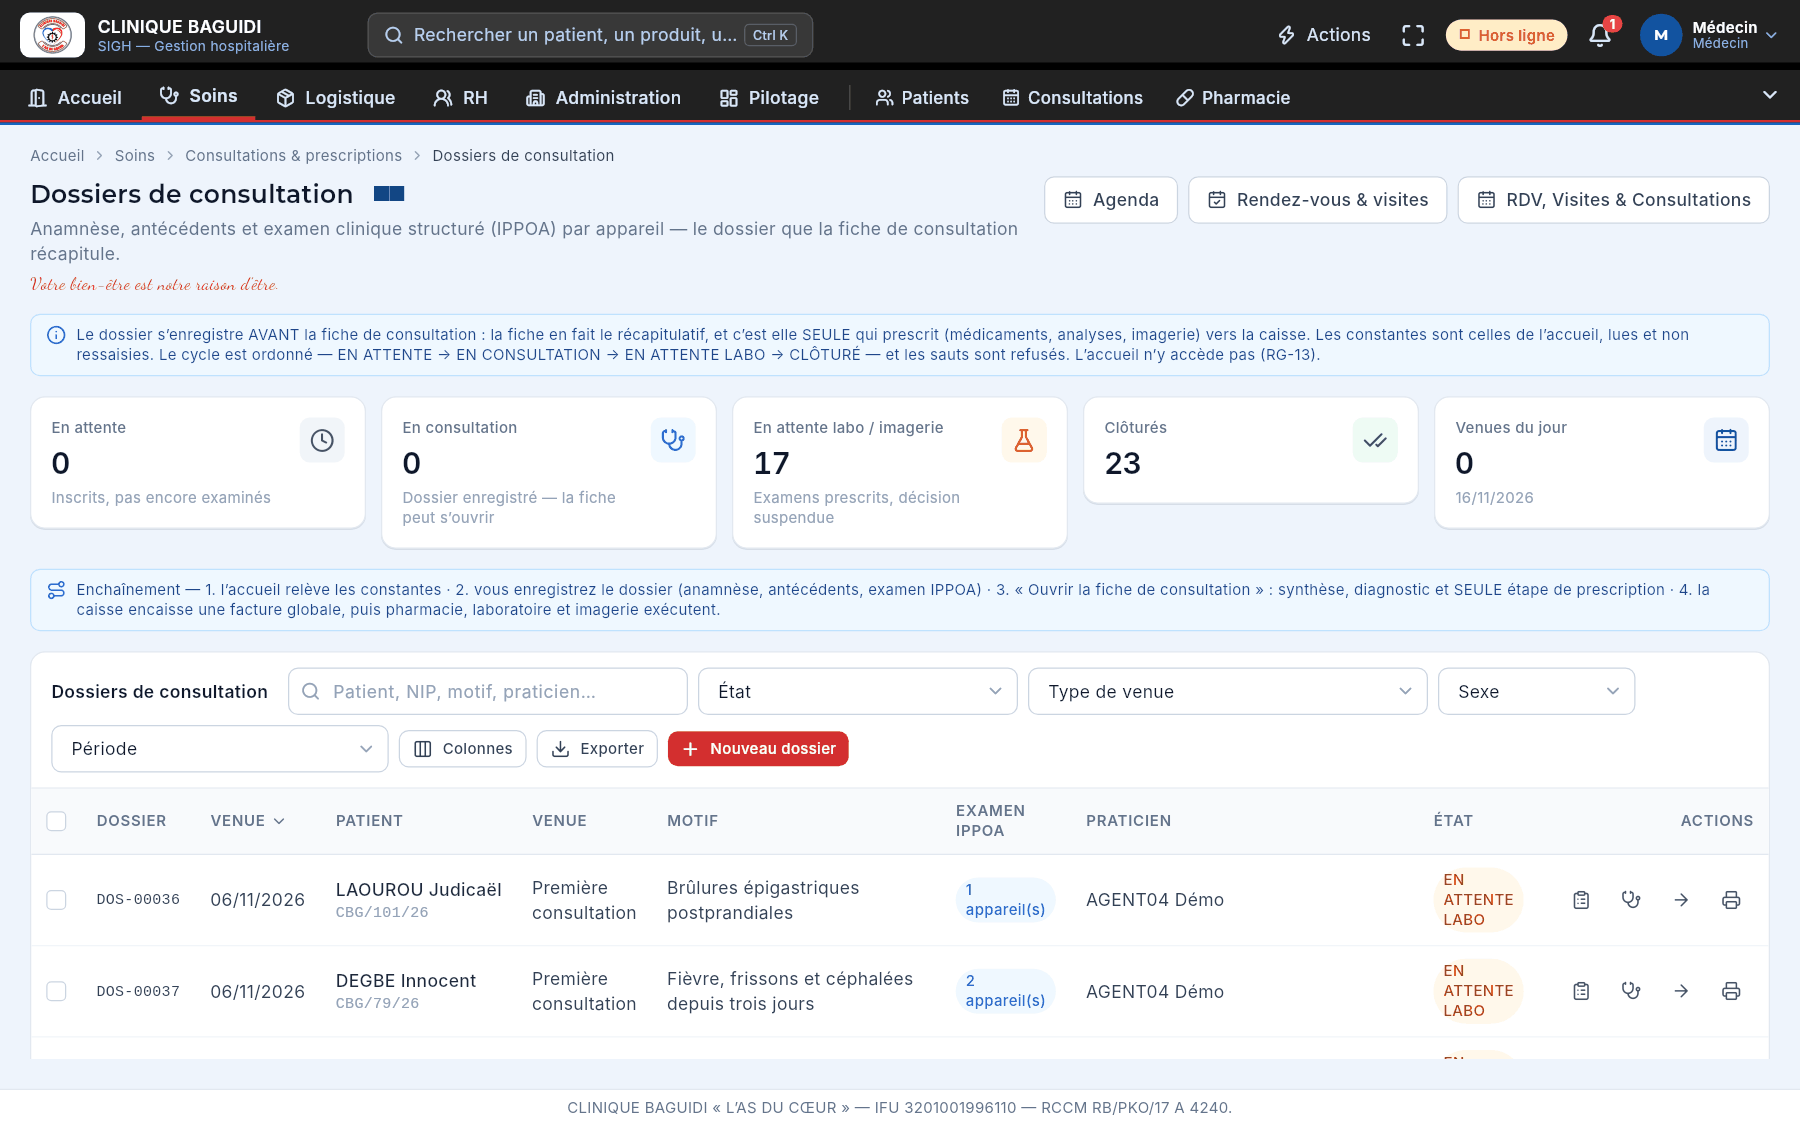 CLINIQUE BAGUIDI
SIGH — Gestion hospitalière
Rechercher un patient, un produit, u...
Ctrl K
Actions
Hors ligne
1
M
Médecin
Médecin
Accueil
Soins
Logistique
RH
Administration
Pilotage
Patients
Consultations
Pharmacie
Accueil > Soins > Consultations & prescriptions > Dossiers de consultation
Dossiers de consultation
Agenda
Rendez-vous & visites
RDV, Visites & Consultations
Anamnèse, antécédents et examen clinique structuré (IPPOA) par appareil — le dossier que la fiche de consultation
récapitule.
Votre bien-être est notre raison d'être.
Le dossier s’enregistre AVANT la fiche de consultation : la fiche en fait le récapitulatif, et c’est elle SEULE qui prescrit (médicaments, analyses, imagerie) vers la caisse. Les constantes sont celles de l’accueil, lues et non
ressaisies. Le cycle est ordonné — EN ATTENTE → EN CONSULTATION → EN ATTENTE LABO → CLÔTURÉ — et les sauts sont refusés. L’accueil n’y accède pas (RG-13).
En attente
0
Inscrits, pas encore examinés
En consultation
0
Dossier enregistré — la fiche
peut s’ouvrir
En attente labo / imagerie
17
Examens prescrits, décision
suspendue
Clôturés
23
Venues du jour
0
16/11/2026
Enchaînement — 1. l’accueil relève les constantes · 2. vous enregistrez le dossier (anamnèse, antécédents, examen IPPOA) · 3. « Ouvrir la fiche de consultation » : synthèse, diagnostic et SEULE étape de prescription · 4. la
caisse encaisse une facture globale, puis pharmacie, laboratoire et imagerie exécutent.
Dossiers de consultation
Patient, NIP, motif, praticien...
État
Type de venue
Sexe
Période
Colonnes
Exporter
Nouveau dossier
DOSSIER
VENUE
PATIENT
VENUE
MOTIF
EXAMEN
IPPOA
PRATICIEN
ÉTAT
ACTIONS
DOS-00036
06/11/2026
LAOUROU Judicaël
CBG/101/26
Première
consultation
Brûlures épigastriques
postprandiales
1
appareil(s)
AGENT04 Démo
EN
ATTENTE
LABO
DOS-00037
06/11/2026
DEGBE Innocent
CBG/79/26
Première
consultation
Fièvre, frissons et céphalées
depuis trois jours
2
appareil(s)
AGENT04 Démo
EN
ATTENTE
LABO
CLINIQUE BAGUIDI « L’AS DU CŒUR » — IFU 3201001996110 — RCCM RB/PKO/17 A 4240.